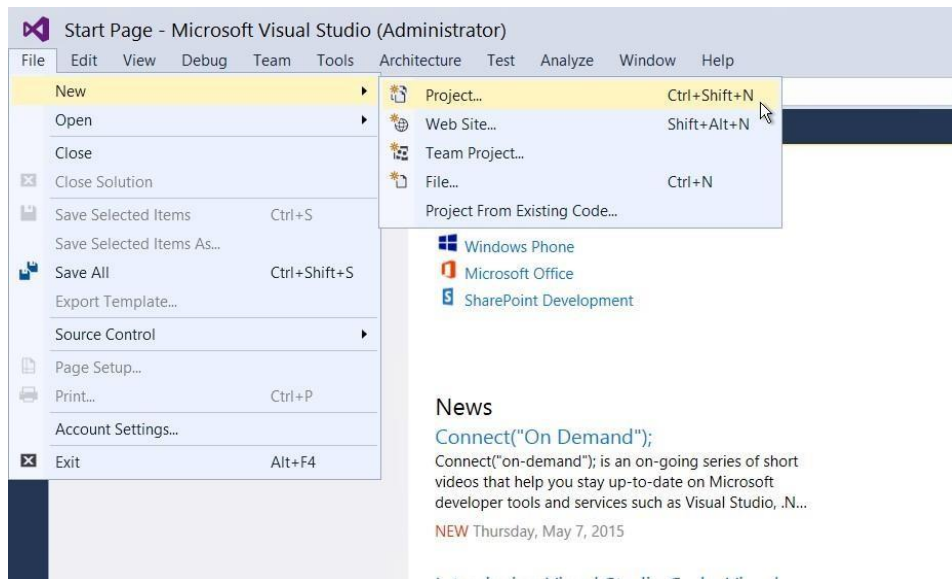 Start Page - Microsoft Visual Studio (Administrator)
File Edit View Debug Team Tools Architecture Test Analyze Window Help
New
Open
Close
Close Solution
Save Selected Items Ctrl+S
Save Selected Items As...
Save All Ctrl+Shift+S
Export Template...
Source Control
Page Setup...
Print... Ctrl+P
Account Settings...
Exit Alt+F4
Project... Ctrl+Shift+N
Web Site... Shift+Alt+N
Team Project...
File... Ctrl+N
Project From Existing Code...
Windows Phone
Microsoft Office
SharePoint Development
News
Connect("On Demand");
Connect("on-demand"); is an on-going series of short
videos that help you stay up-to-date on Microsoft
developer tools and services such as Visual Studio, .N...
NEW Thursday, May 7, 2015